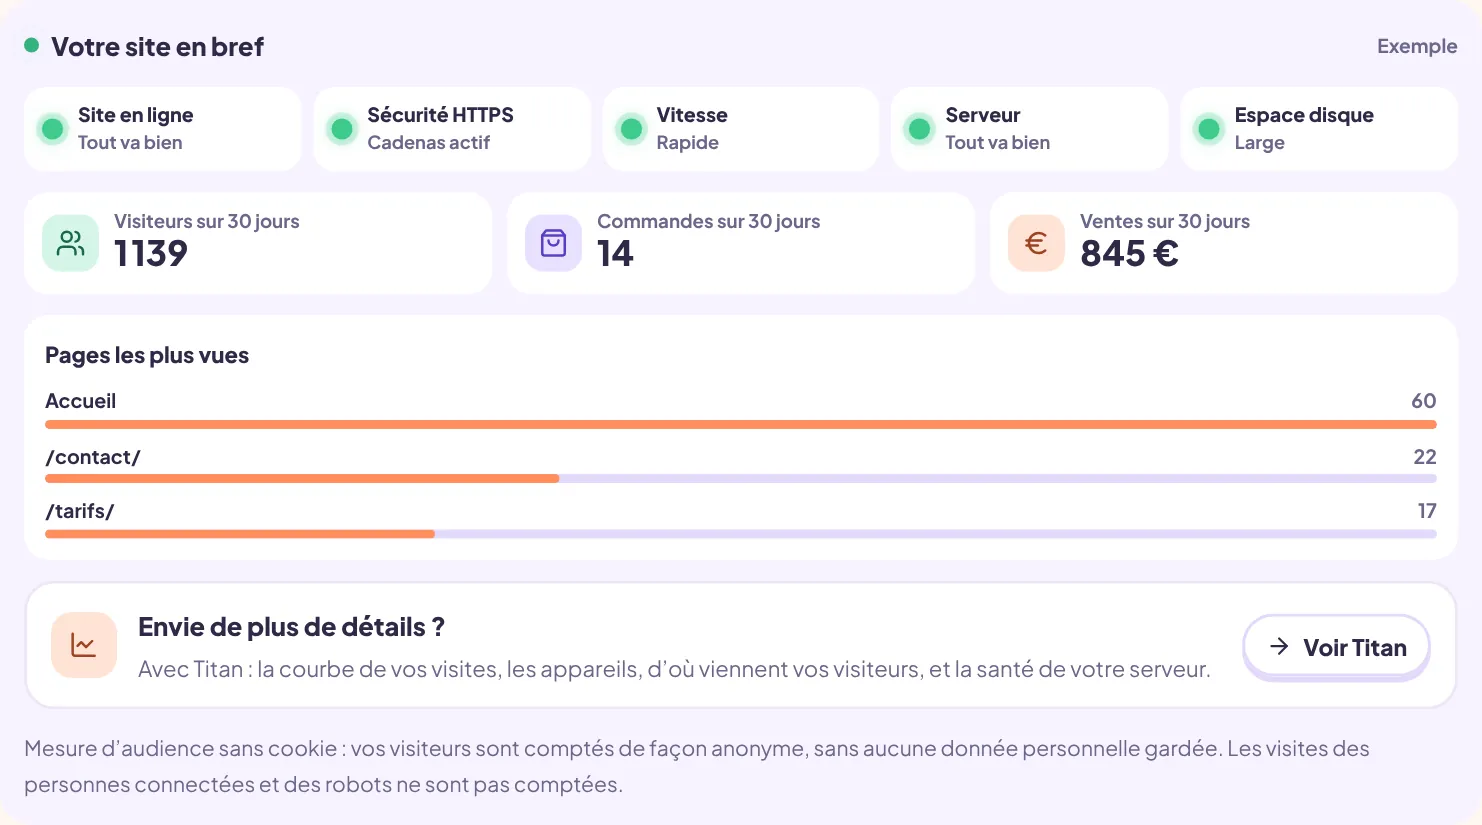 Votre site en bref
Exemple
Site en ligne
Tout va bien
Sécurité HTTPS
Cadenas actif
Vitesse
Rapide
Serveur
Tout va bien
Espace disque
Large
Visiteurs sur 30 jours
1 139
Commandes sur 30 jours
14
Ventes sur 30 jours
845 €
Pages les plus vues
Accueil
60
/contact/
22
/tarifs/
17
Envie de plus de détails ?
Avec Titan : la courbe de vos visites, les appareils, d’où viennent vos visiteurs, et la santé de votre serveur.
→ Voir Titan
Mesure d’audience sans cookie : vos visiteurs sont comptés de façon anonyme, sans aucune donnée personnelle gardée. Les visites des
personnes connectées et des robots ne sont pas comptées.